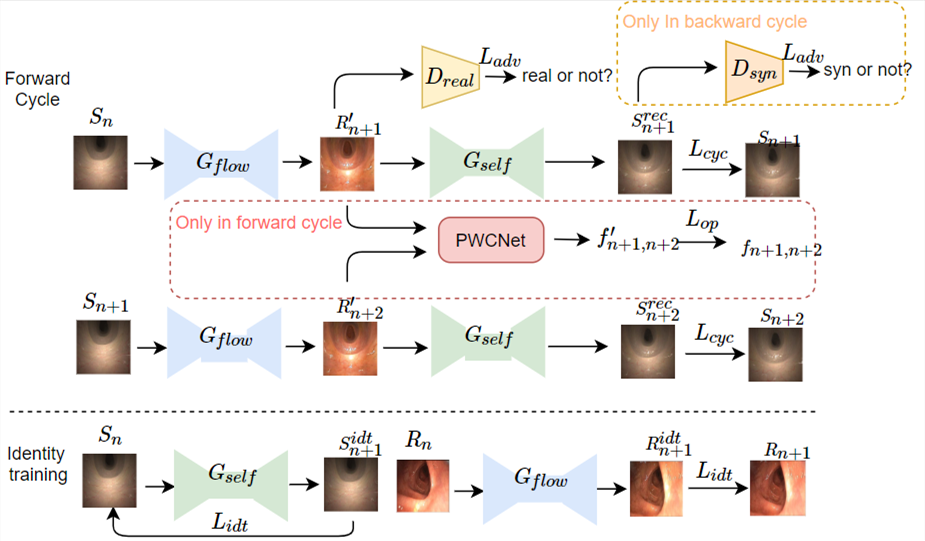 Only In backward cycle
Forward
Cycle
D_{real}
L_{adv}
real or not?
D_{syn}
L_{adv}
syn or not?
S_n
R'_{n+1}
S^{rec}_{n+1}
S_{n+1}
G_{flow}
G_{self}
L_{cyc}
Only in forward cycle
PWCNet
f'_{n+1,n+2}
L_{op}
f_{n+1,n+2}
S_{n+1}
R'_{n+2}
S^{rec}_{n+2}
S_{n+2}
G_{flow}
G_{self}
L_{cyc}
Identity
training
S_n
S^{idt}_{n+1}
R_n
R^{idt}_{n+1}
R_{n+1}
G_{self}
G_{flow}
L_{idt}
L_{idt}